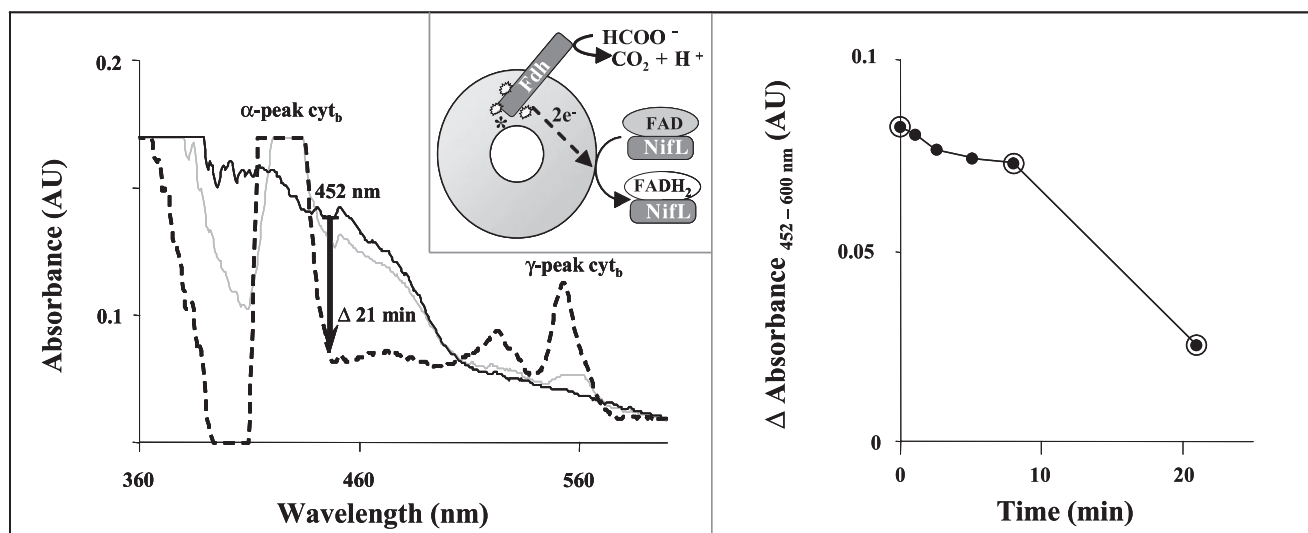 0.2
0.1
Absorbance (AU)
α-peak cyt_b
452 nm
Δ 21 min
γ-peak cyt_b
360
460
560
Wavelength (nm)
HCOO⁻
CO₂ + H⁺
Fdh
*
2e⁻
FAD
NifL
FADH₂
NifL
0.1
0.05
0
Δ Absorbance 452 – 600 nm (AU)
0
10
20
Time (min)